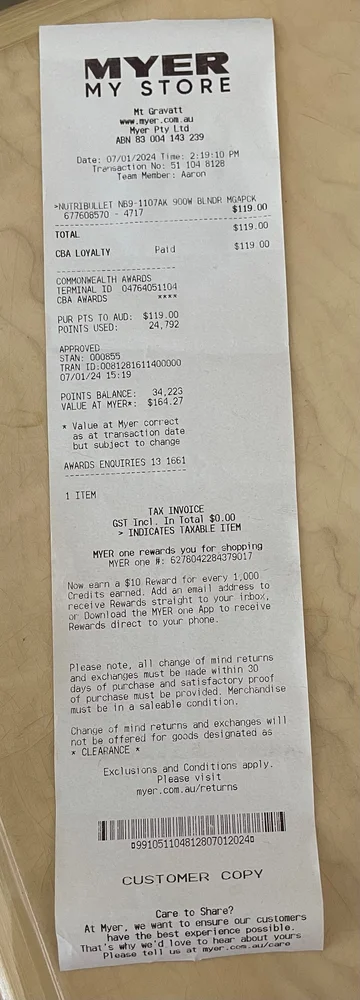 MYER
MY STORE
Mt Gravatt
www.myer.com.au
Myer Pty Ltd
ABN 83 004 143 239
Date: 07/01/2024 Time: 2:19:10 PM
Transaction No: 51 104 8128
Team Member: Aaron
>NUTRIBULLET NB9-1107AK 900W BLNDR MGAPCK
677608570 - 4717 $119.00
TOTAL $119.00
CBA LOYALTY Paid $119.00
COMMONWEALTH AWARDS
TERMINAL ID 04764051104
CBA AWARDS ****
PUR PTS TO AUD: $119.00
POINTS USED: 24,792
APPROVED
STAN: 000855
TRAN ID:0081281611400000
07/01/24 15:19
POINTS BALANCE: 34,223
VALUE AT MYER*: $164.27
* Value at Myer correct
as at transaction date
but subject to change
AWARDS ENQUIRIES 13 1661
1 ITEM
TAX INVOICE
GST Incl. In Total $0.00
> INDICATES TAXABLE ITEM
MYER one rewards you for shopping
MYER one #: 6276042284379017
Now earn a $10 Reward for every 1,000
Credits earned. Add an email address to
receive Rewards straight to your inbox,
or Download the MYER one App to receive
Rewards direct to your phone.
Please note, all change of mind returns
and exchanges must be made within 30
days of purchase and satisfactory proof
of purchase must be provided. Merchandise
must be in a saleable condition.
Change of mind returns and exchanges will
not be offered for goods designated as
* CLEARANCE *
Exclusions and Conditions apply.
Please visit
myer.com.au/returns
¤991051104812807012024¤
CUSTOMER COPY
Care to Share?
At Myer, we want to ensure our customers
have the best experience possible.
That's why we'd love to hear about yours
Please tell us at myer.com.au/care